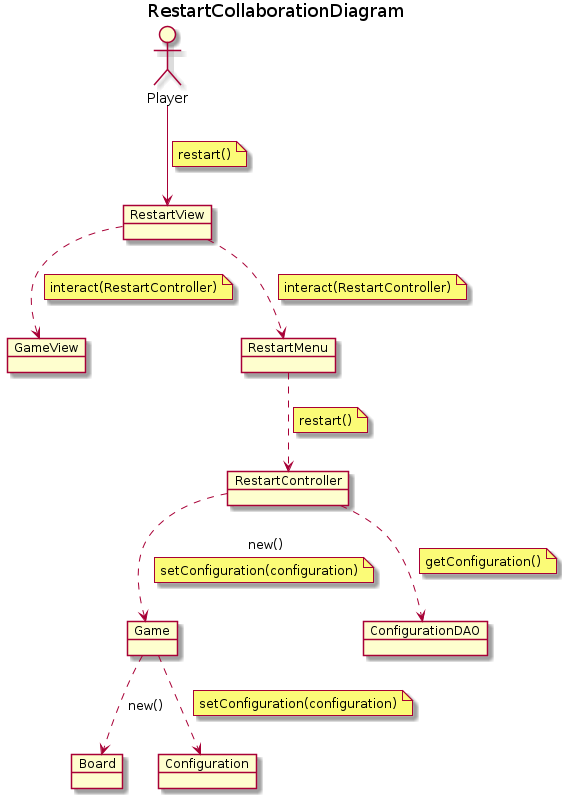 RestartCollaborationDiagram
Player
restart()
RestartView
interact(RestartController)
interact(RestartController)
GameView
RestartMenu
restart()
RestartController
new()
setConfiguration(configuration)
getConfiguration()
Game
ConfigurationDAO
new()
setConfiguration(configuration)
Board
Configuration